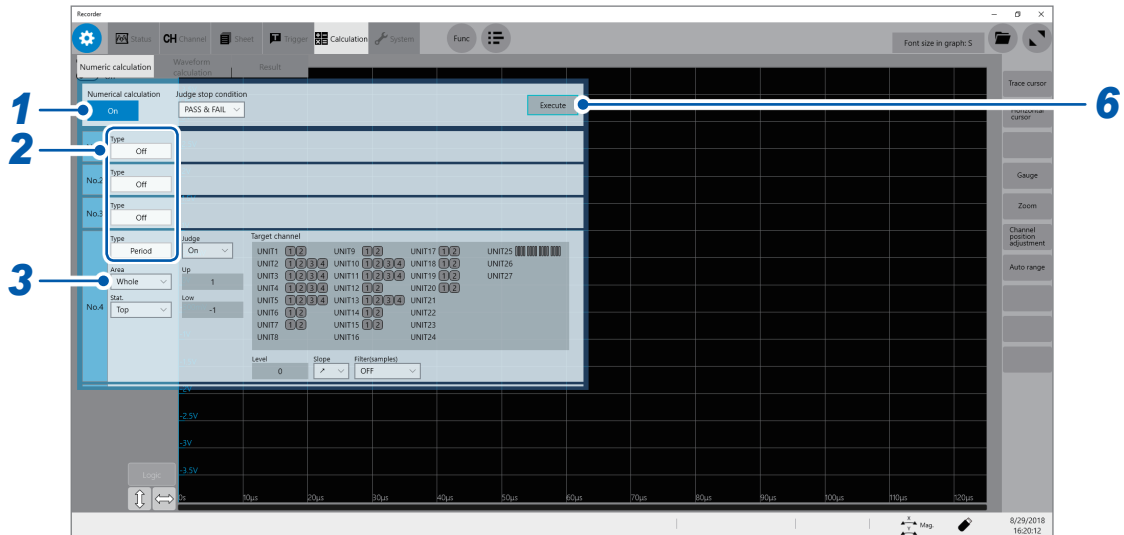 Recorder
Status CH Channel Sheet Trigger Calculation System Func Font size in graph: S
Numeric calculation Waveform calculation Result
Trace cursor
Horizontal cursor
Gauge
Zoom
Channel position adjustment
Auto range
1
2
3
6
Numerical calculation Judge stop condition
On PASS & FAIL Execute
Type
Off
No.2 Type
Off
No.3 Type
Off
No.4 Type
Period
Judge
On
Area
Whole
Up
1
Stat.
Top
Low
-1
Target channel
UNIT1 1 2 UNIT9 1 2 UNIT17 1 2 UNIT25
UNIT2 1 2 3 4 UNIT10 1 2 3 4 UNIT18 1 2 UNIT26
UNIT3 1 2 3 4 UNIT11 1 2 3 4 UNIT19 1 2 UNIT27
UNIT4 1 2 3 4 UNIT12 1 2 UNIT20 1 2
UNIT5 1 2 3 4 UNIT13 1 2 3 4 UNIT21
UNIT6 1 2 UNIT14 1 2 UNIT22
UNIT7 1 2 UNIT15 1 2 UNIT23
UNIT8 UNIT16 UNIT24
Level Slope Filter(samples)
0 ↗ OFF
-2V
-2.5V
-3V
-3.5V
Logic
0s 10µs 20µs 30µs 40µs 50µs 60µs 70µs 80µs 90µs 100µs 110µs 120µs
X
Y
Mag.
8/29/2018
16:20:12